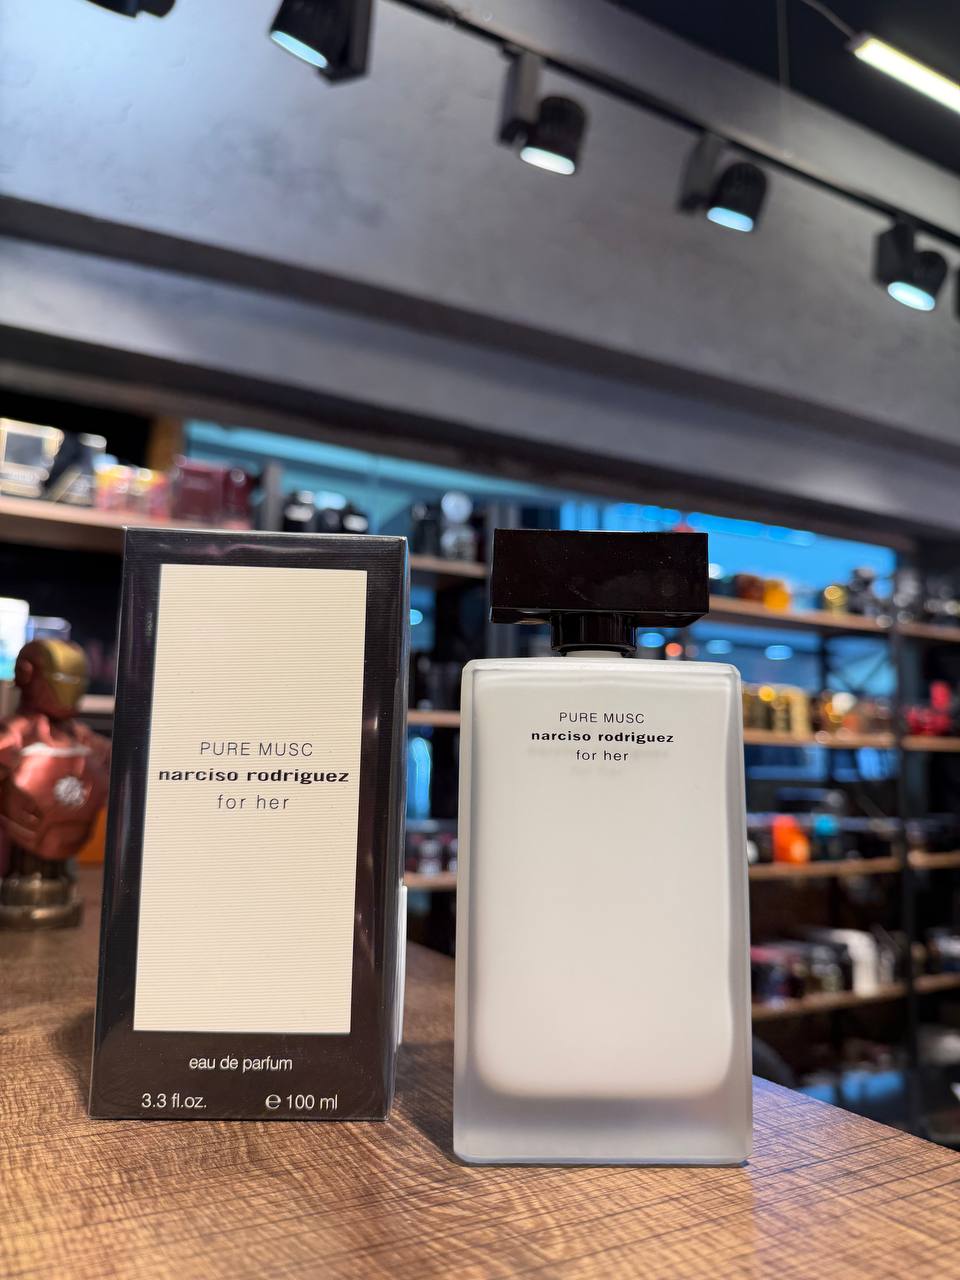 PURE MUSC
narciso rodriguez
for her
eau de parfum
3.3 fl.oz. ℮ 100 ml
PURE MUSC
narciso rodriguez
for her